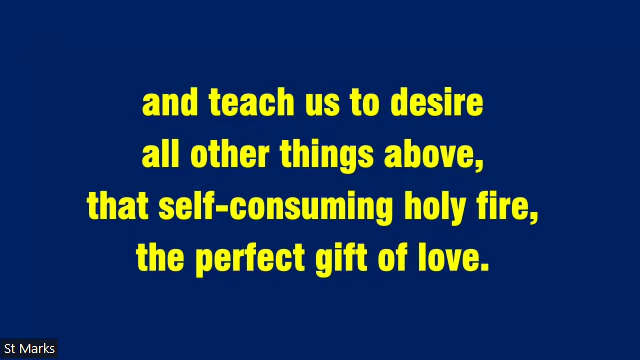 and teach us to desire
all other things above,
that self-consuming holy fire,
the perfect gift of love.
St Marks